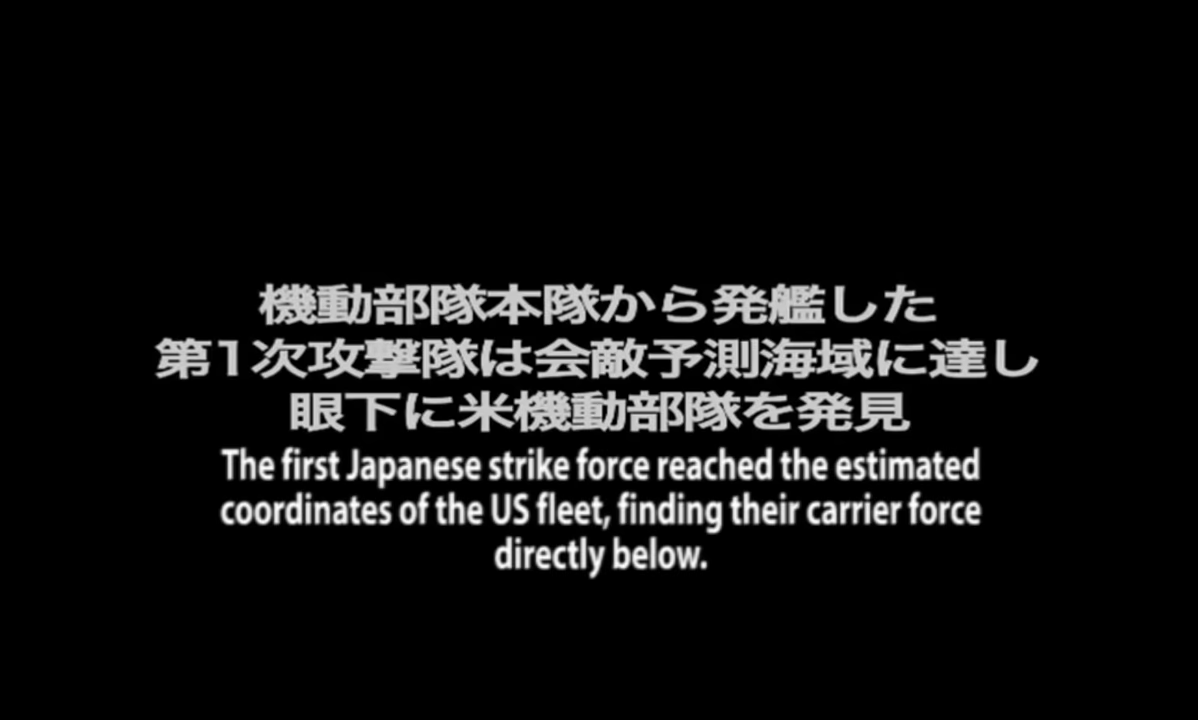 機動部隊本隊から発艦した
第1次攻撃隊は会敵予測海域に達し
眼下に米機動部隊を発見
The first Japanese strike force reached the estimated
coordinates of the US fleet, finding their carrier force
directly below.